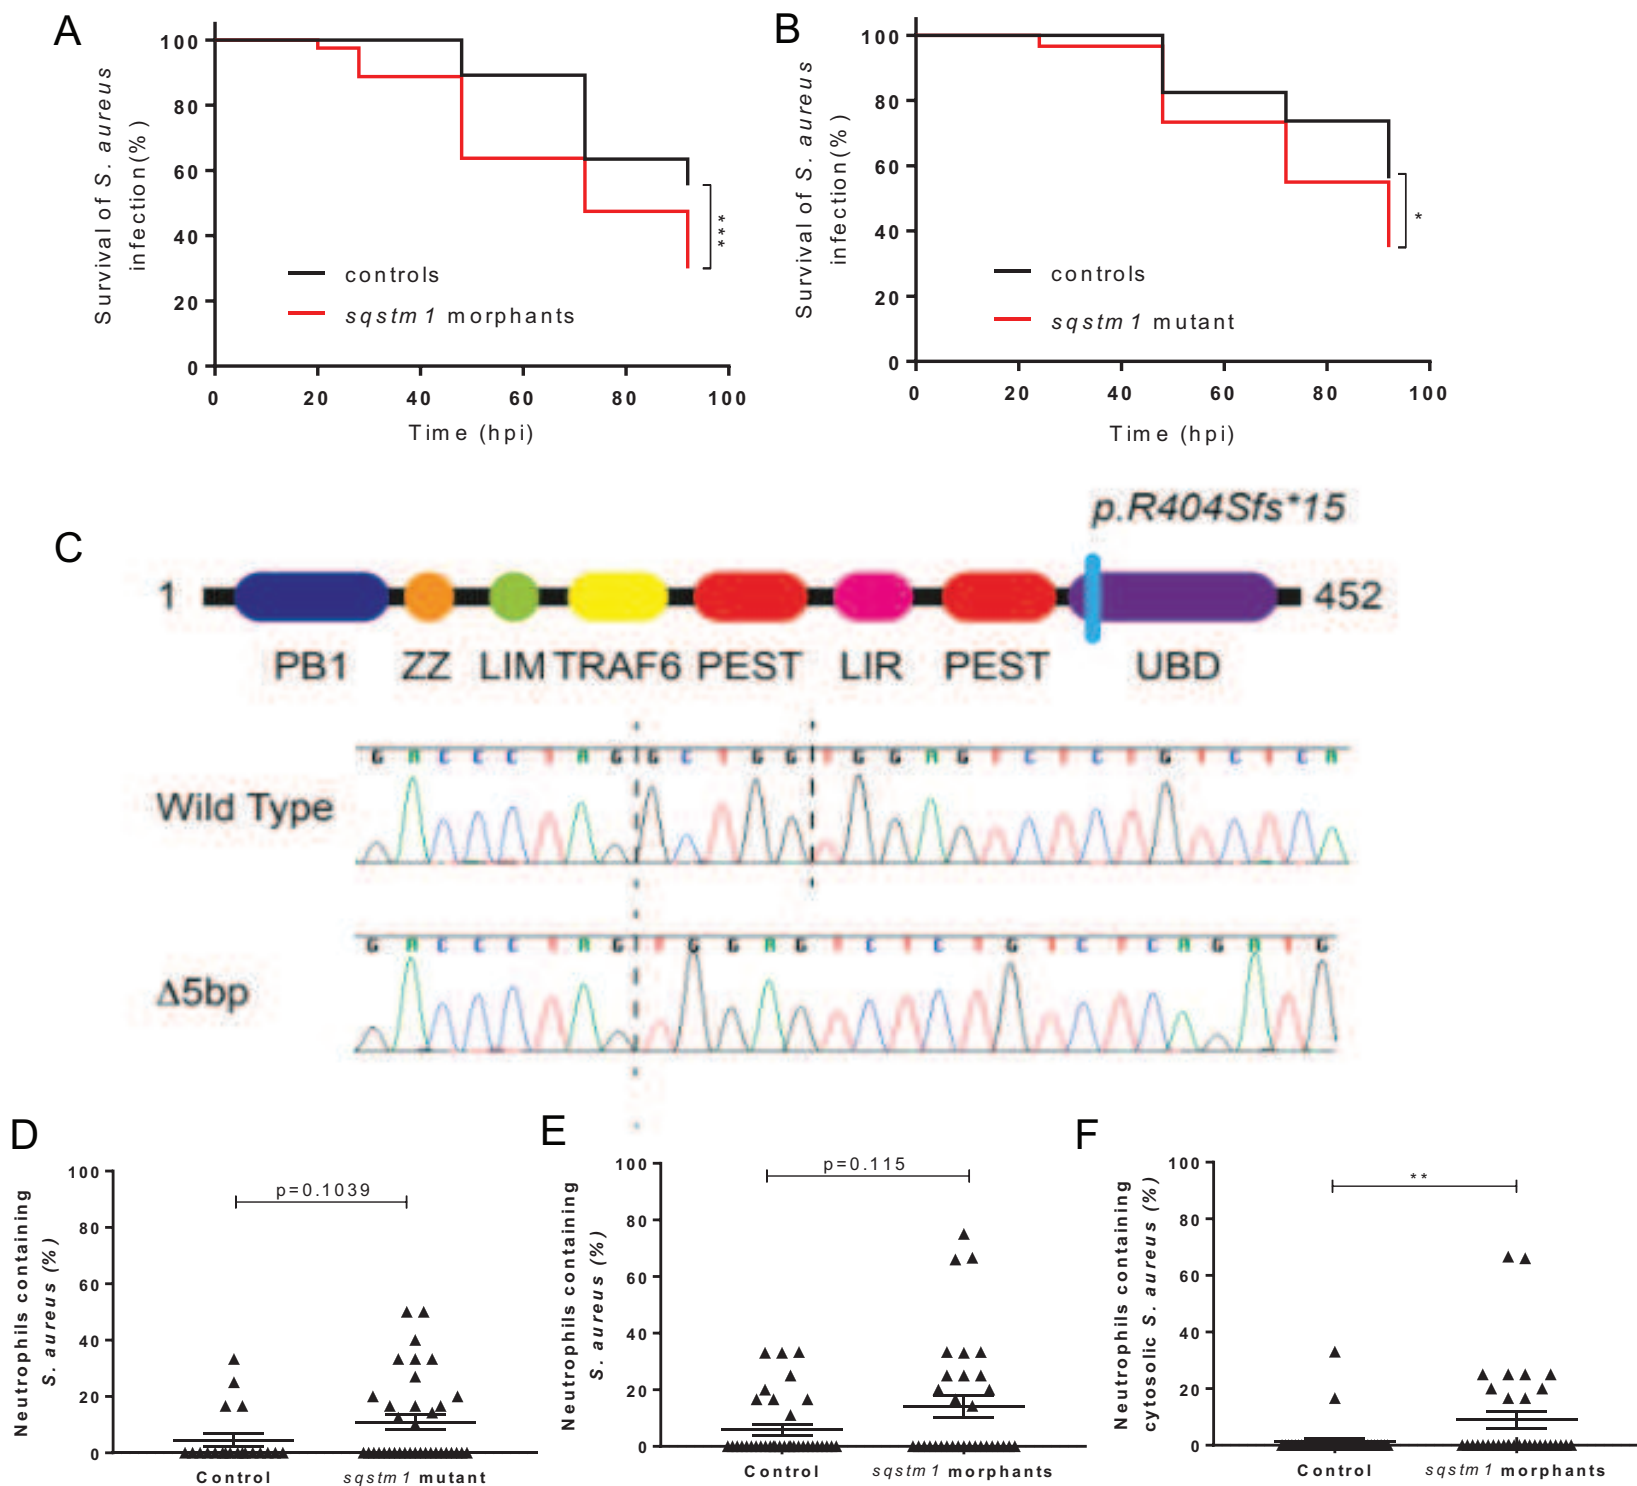 A
Survival of S. aureus
infection(%)
100
80
60
40
20
0
controls
sqstm1 morphants
***
0 20 40 60 80 100
Time (hpi)
B
Survival of S. aureus
infection(%)
100
80
60
40
20
0
controls
sqstm1 mutant
*
0 20 40 60 80 100
Time (hpi)
C
p.R404Sfs*15
1
452
PB1 ZZ LIM TRAF6 PEST LIR PEST UBD
G A C C C T A G G C T G G T G G A G T C T C T G T C T C A
Wild Type
G A C C C T A G T G G A G T C T C T G T C T C A G A T G
Δ5bp
D
Neutrophils containing
S. aureus (%)
100
80
60
40
20
0
p=0.1039
Control sqstm1 mutant
E
Neutrophils containing
S. aureus (%)
100
80
60
40
20
0
p=0.115
Control sqstm1 morphants
F
Neutrophils containing
cytosolic S. aureus (%)
100
80
60
40
20
0
**
Control sqstm1 morphants